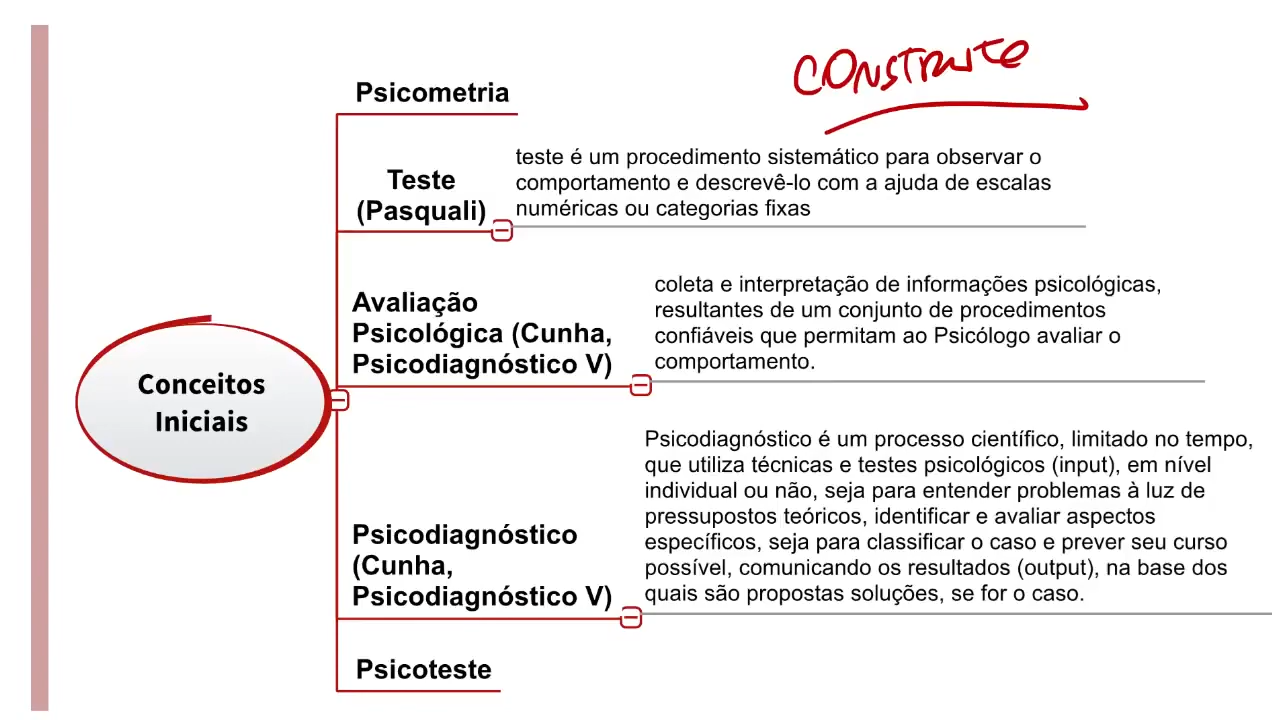 CONSTRUTO
Psicometria
Teste
(Pasquali)
teste é um procedimento sistemático para observar o
comportamento e descrevê-lo com a ajuda de escalas
numéricas ou categorias fixas
Avaliação
Psicológica (Cunha,
Psicodiagnóstico V)
coleta e interpretação de informações psicológicas,
resultantes de um conjunto de procedimentos
confiáveis que permitam ao Psicólogo avaliar o
comportamento.
Conceitos
Iniciais
Psicodiagnóstico
(Cunha,
Psicodiagnóstico V)
Psicodiagnóstico é um processo científico, limitado no tempo,
que utiliza técnicas e testes psicológicos (input), em nível
individual ou não, seja para entender problemas à luz de
pressupostos teóricos, identificar e avaliar aspectos
específicos, seja para classificar o caso e prever seu curso
possível, comunicando os resultados (output), na base dos
quais são propostas soluções, se for o caso.
Psicoteste